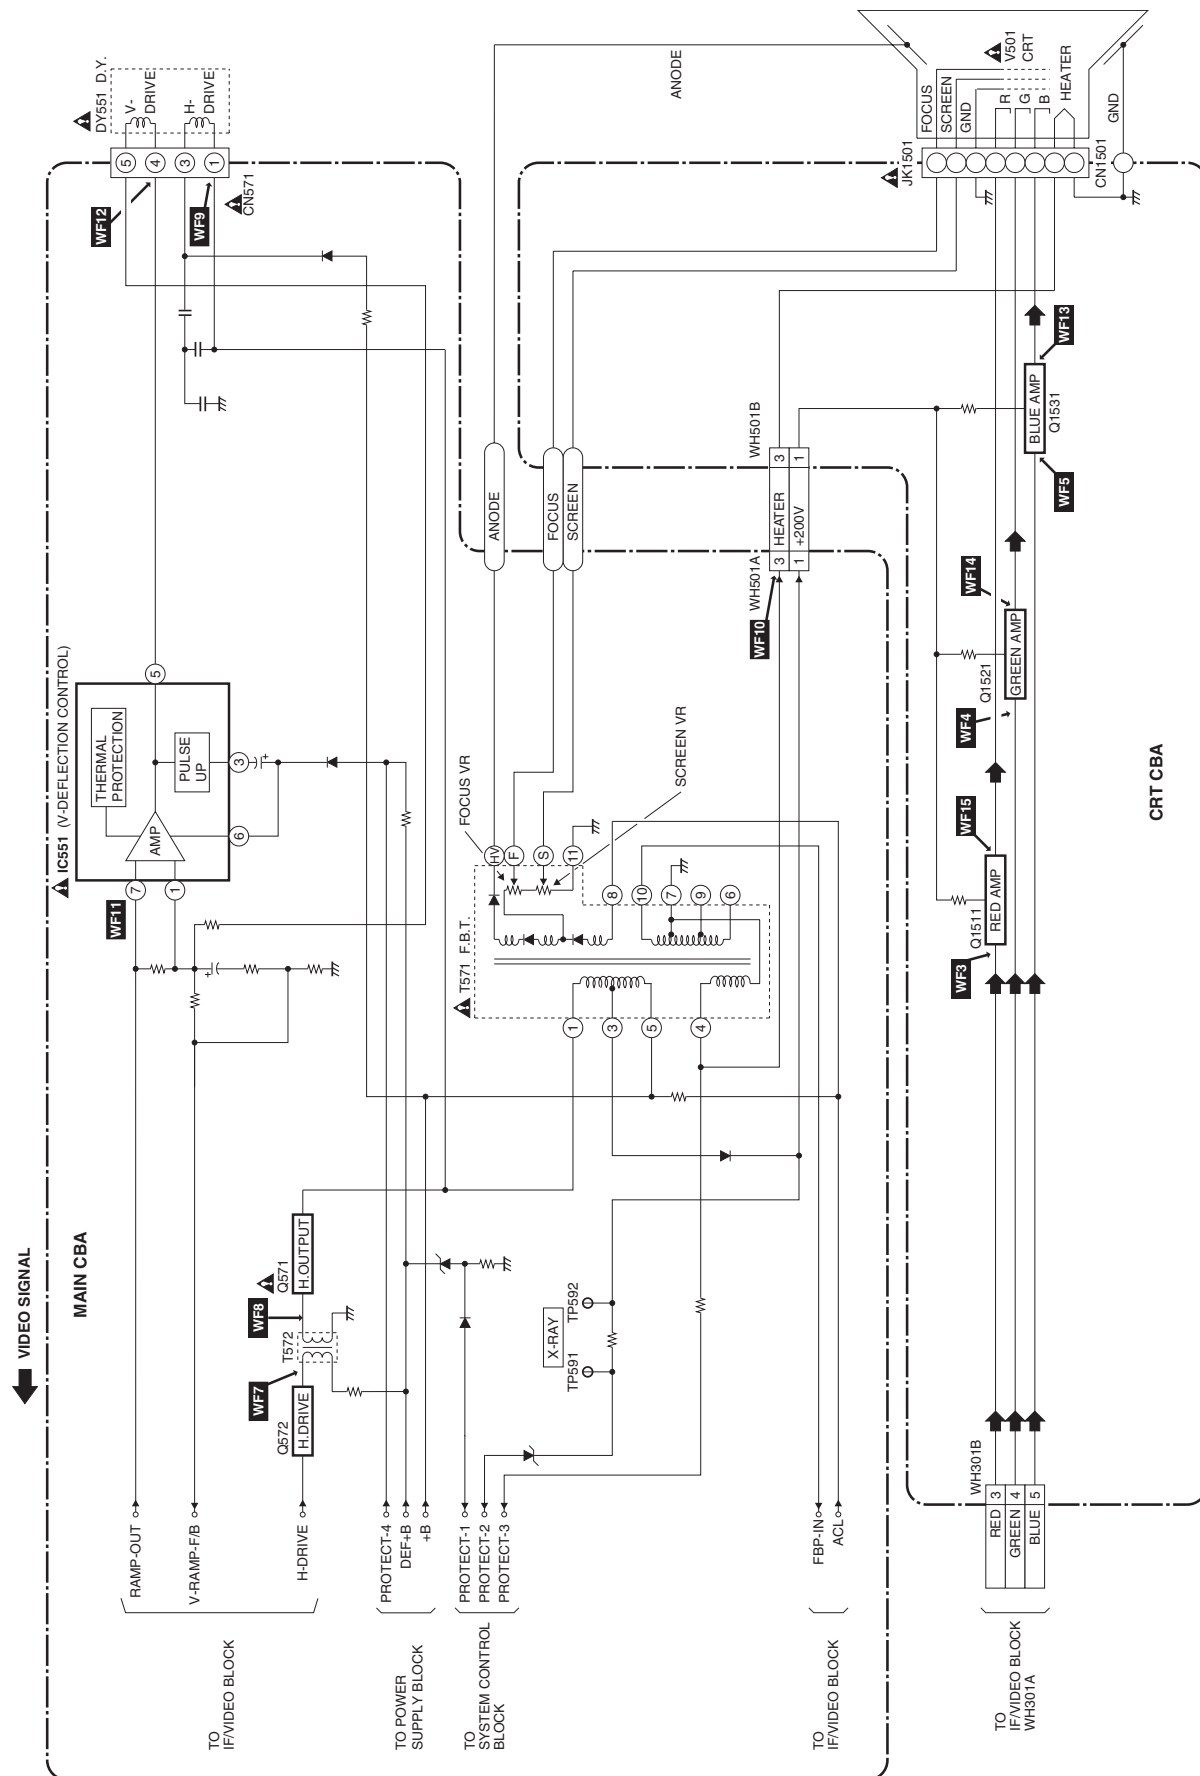 VIDEO SIGNAL
MAIN CBA
IC551 (V-DEFLECTION CONTROL)
THERMAL
PROTECTION
AMP
PULSE
UP
7
1
6
3
5
WF11
WF12
WF9
DY551 D.Y.
V-
DRIVE
H-
DRIVE
5
4
3
1
CN571
TO
IF/VIDEO BLOCK
RAMP-OUT
V-RAMP-F/B
H-DRIVE
Q572
H.DRIVE
WF7
T572
WF8
Q571
H.OUTPUT
TO POWER
SUPPLY BLOCK
PROTECT-4
DEF+B
+B
TO
SYSTEM CONTROL
BLOCK
PROTECT-1
PROTECT-2
PROTECT-3
X-RAY
TP591
TP592
T571 F.B.T.
FOCUS VR
SCREEN VR
HV
F
S
11
8
10
7
9
6
1
3
5
4
ANODE
FOCUS
SCREEN
ANODE
WF10
WH501A
3
HEATER
3
1
+200V
1
WH501B
TO
IF/VIDEO BLOCK
FBP-IN
ACL
JK1501
CN1501
FOCUS
SCREEN
GND
R
G
B
HEATER
GND
V501
CRT
CRT CBA
TO
IF/VIDEO BLOCK
WH301A
WH301B
RED
3
GREEN
4
BLUE
5
WF3
Q1511
RED AMP
WF15
WF4
Q1521
GREEN AMP
WF14
WF5
BLUE AMP
Q1531
WF13